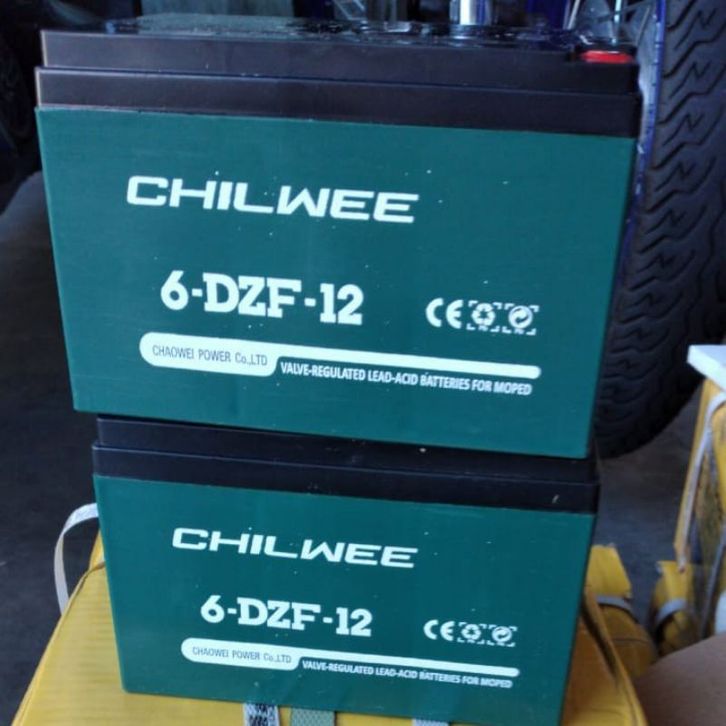 CHILWEE
6-DZF-12
CE
CHAOWEI POWER Co.,LTD
VALVE-REGULATED LEAD-ACID BATTERIES FOR MOPED
CHILWEE
6-DZF-12
CE
CHAOWEI POWER Co.,LTD
VALVE-REGULATED LEAD-ACID BATTERIES FOR MOPED